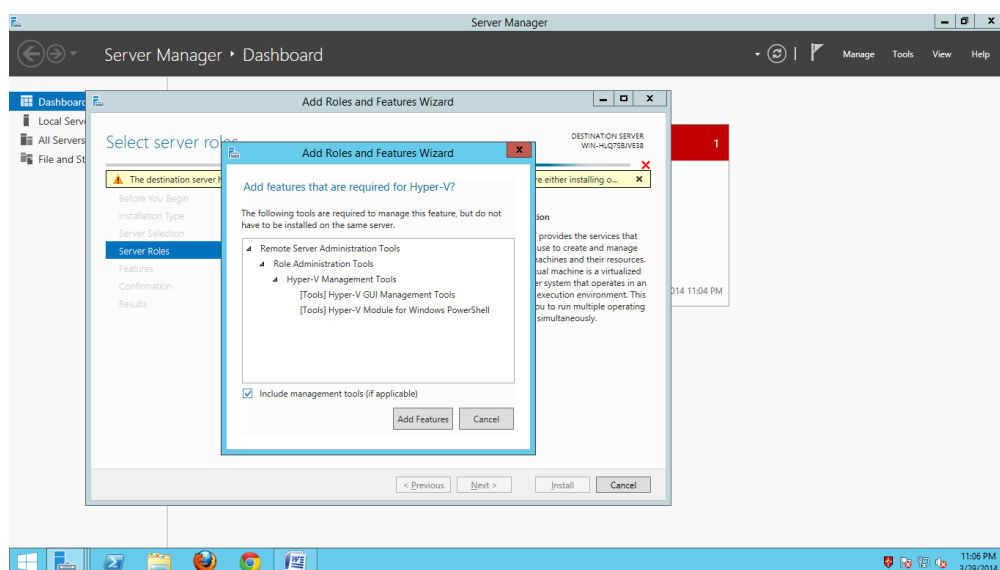 Server Manager
Server Manager • Dashboard
Manage Tools View Help
Dashboard
Local Serv
All Servers
File and St
1
014 11:04 PM
Add Roles and Features Wizard
Select server roles
DESTINATION SERVER
WIN-HLQ7SBJVE38
The destination server
re either installing o...
Before You Begin
Installation Type
Server Selection
Server Roles
Features
Confirmation
Results
provides the services that
use to create and manage
machines and their resources.
ual machine is a virtualized
er system that operates in an
execution environment. This
ou to run multiple operating
simultaneously.
< Previous Next > Install Cancel
Add Roles and Features Wizard
Add features that are required for Hyper-V?
The following tools are required to manage this feature, but do not
have to be installed on the same server.
Remote Server Administration Tools
Role Administration Tools
Hyper-V Management Tools
[Tools] Hyper-V GUI Management Tools
[Tools] Hyper-V Module for Windows PowerShell
Include management tools (if applicable)
Add Features Cancel
11:06 PM
3/29/2014